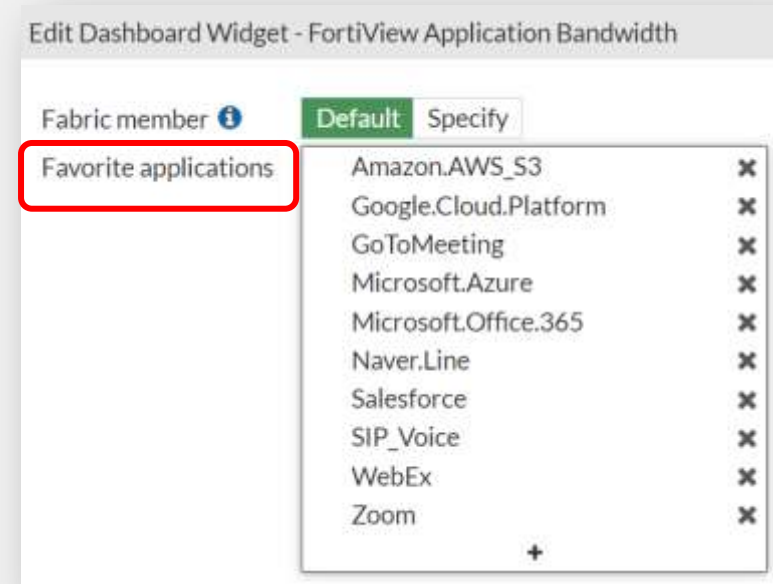 Edit Dashboard Widget - FortiView Application Bandwidth
Fabric member Default Specify
Favorite applications Amazon.AWS_S3
Google.Cloud.Platform
GoToMeeting
Microsoft.Azure
Microsoft.Office.365
Naver.Line
Salesforce
SIP_Voice
WebEx
Zoom
+